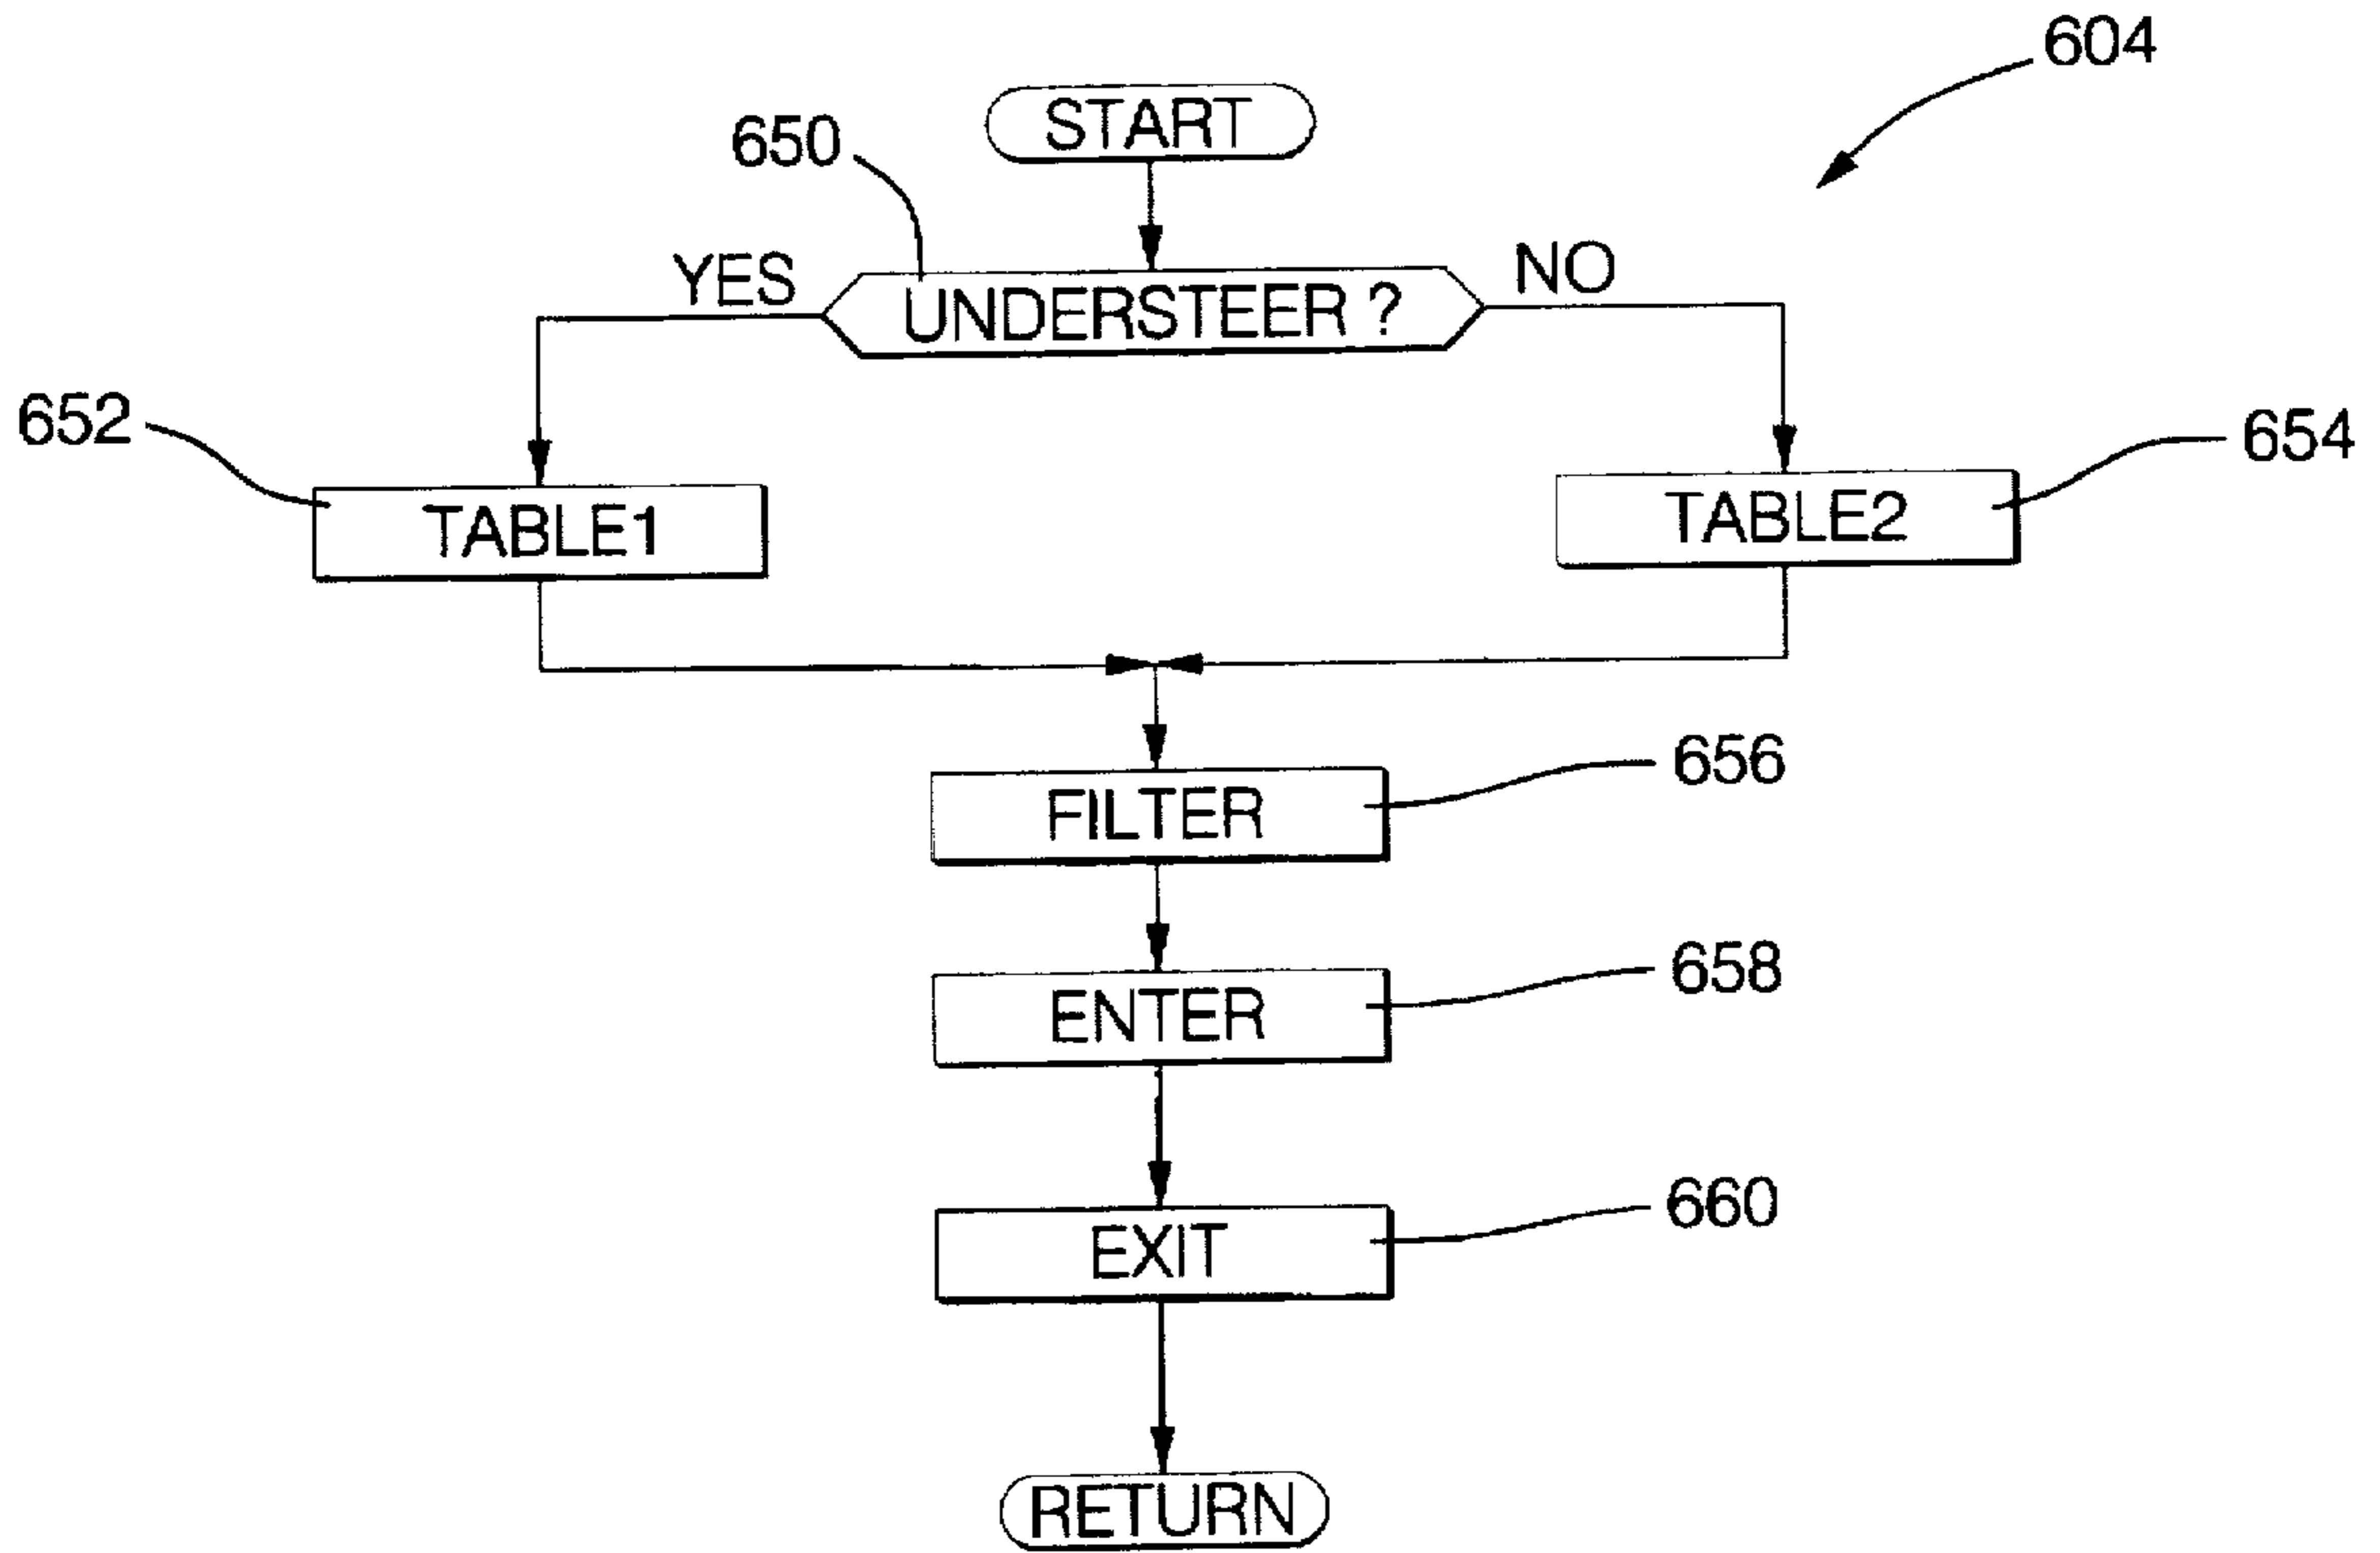 604
START
650
YES
NO
UNDERSTEER ?
652
654
TABLE1
TABLE2
656
FILTER
658
ENTER
660
EXIT
RETURN